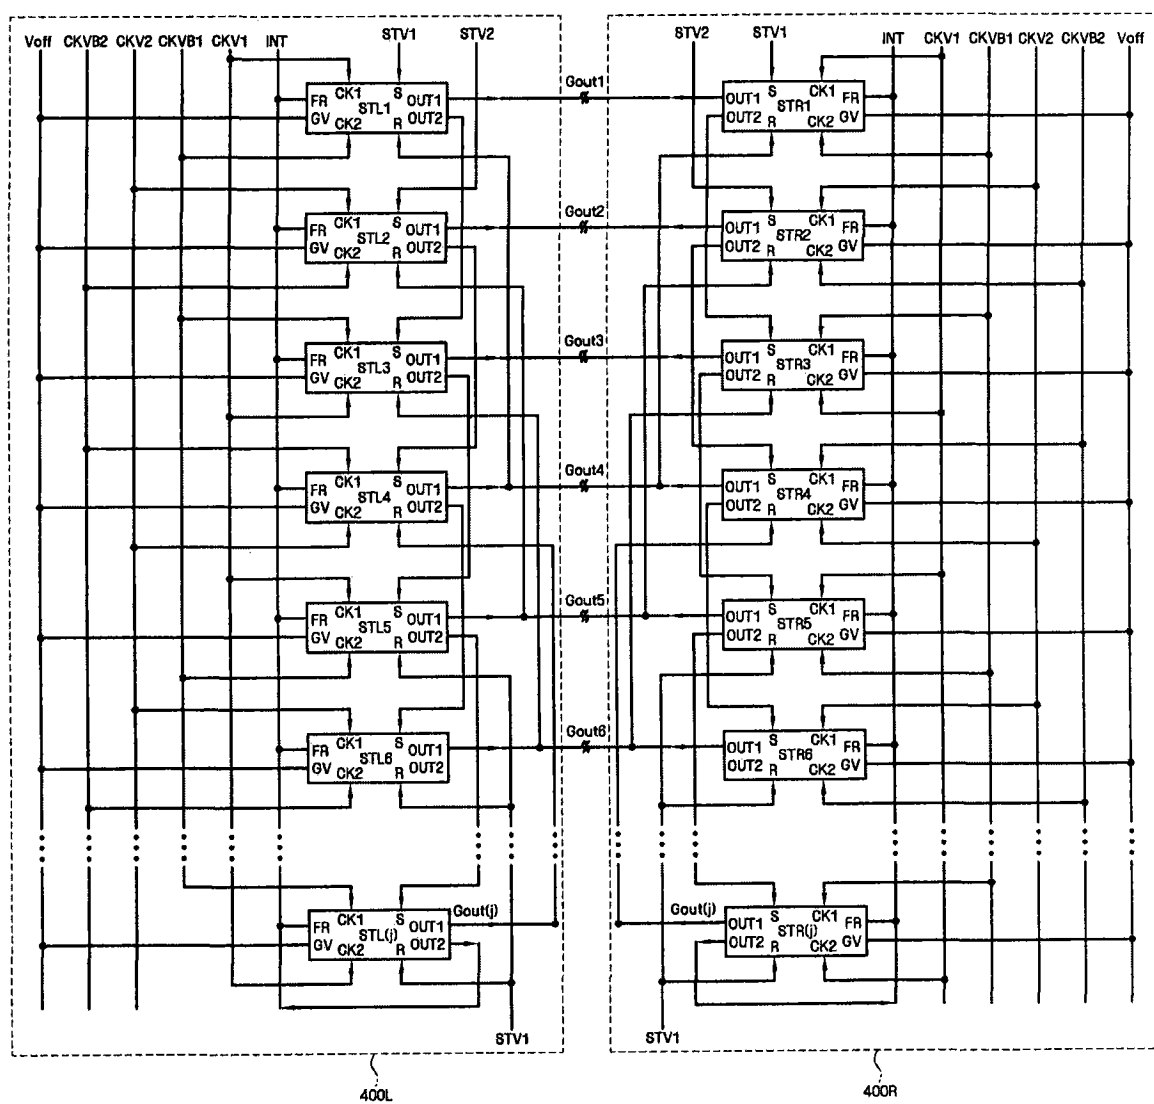 Voff CKVB2 CKV2 CKVB1 CKV1 INT STV1 STV2
STV2 STV1 INT CKV1 CKVB1 CKV2 CKVB2 Voff
Gout1
FR CK1 S OUT1
GV CK2 STL1 R OUT2
OUT1 S CK1 FR
OUT2 R STR1 CK2 GV
Gout2
FR CK1 S OUT1
GV CK2 STL2 R OUT2
OUT1 S CK1 FR
OUT2 R STR2 CK2 GV
Gout3
FR CK1 S OUT1
GV CK2 STL3 R OUT2
OUT1 S CK1 FR
OUT2 R STR3 CK2 GV
Gout4
FR CK1 S OUT1
GV CK2 STL4 R OUT2
OUT1 S CK1 FR
OUT2 R STR4 CK2 GV
Gout5
FR CK1 S OUT1
GV CK2 STL5 R OUT2
OUT1 S CK1 FR
OUT2 R STR5 CK2 GV
Gout6
FR CK1 S OUT1
GV CK2 STL6 R OUT2
OUT1 S CK1 FR
OUT2 R STR6 CK2 GV
Gout(j)
FR CK1 S OUT1
GV CK2 STL(j) R OUT2
Gout(j)
OUT1 S CK1 FR
OUT2 R STR(j) CK2 GV
STV1
STV1
400L
400R